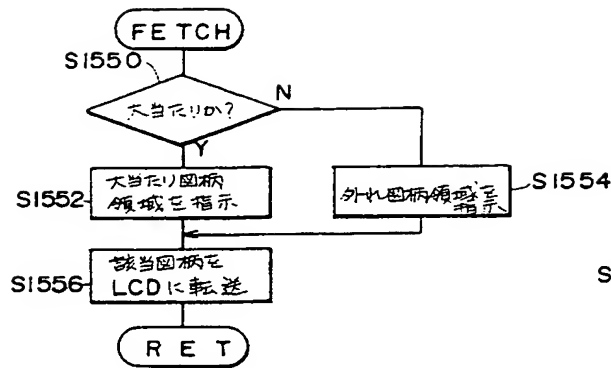 FETCH
S1550
大当たりか?
N
Y
大当たり図柄
領域を指示
S1552
外れ図柄領域を
指示
S1554
該当図柄を
LCDに転送
S1556
S
RET